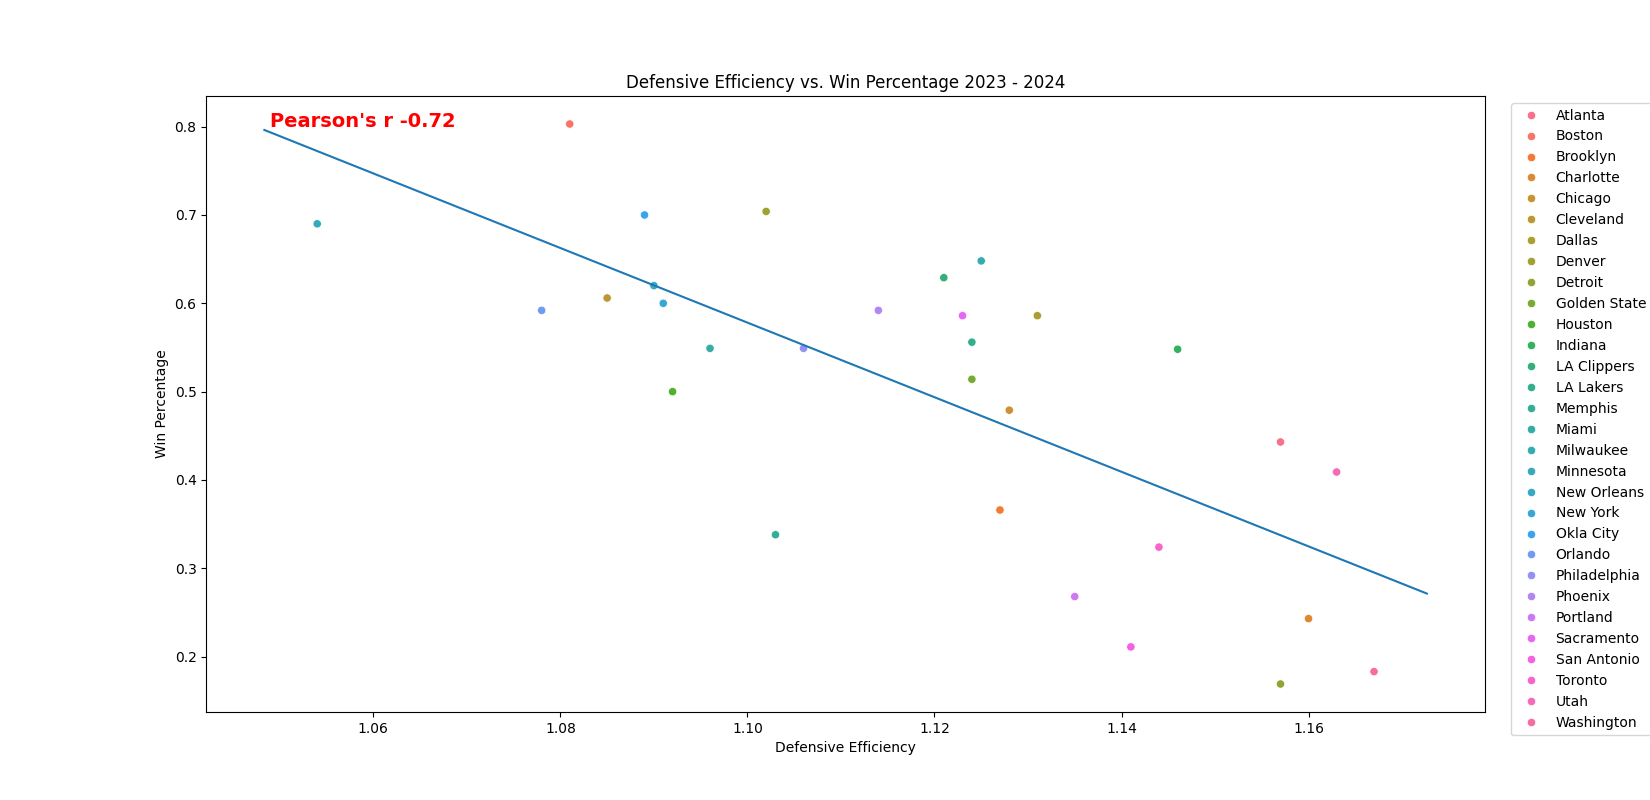 Defensive Efficiency vs. Win Percentage 2023 - 2024
Pearson's r -0.72
0.8
0.7
0.6
0.5
0.4
0.3
0.2
Win Percentage
1.06
1.08
1.10
1.12
1.14
1.16
Defensive Efficiency
Atlanta
Boston
Brooklyn
Charlotte
Chicago
Cleveland
Dallas
Denver
Detroit
Golden State
Houston
Indiana
LA Clippers
LA Lakers
Memphis
Miami
Milwaukee
Minnesota
New Orleans
New York
Okla City
Orlando
Philadelphia
Phoenix
Portland
Sacramento
San Antonio
Toronto
Utah
Washington